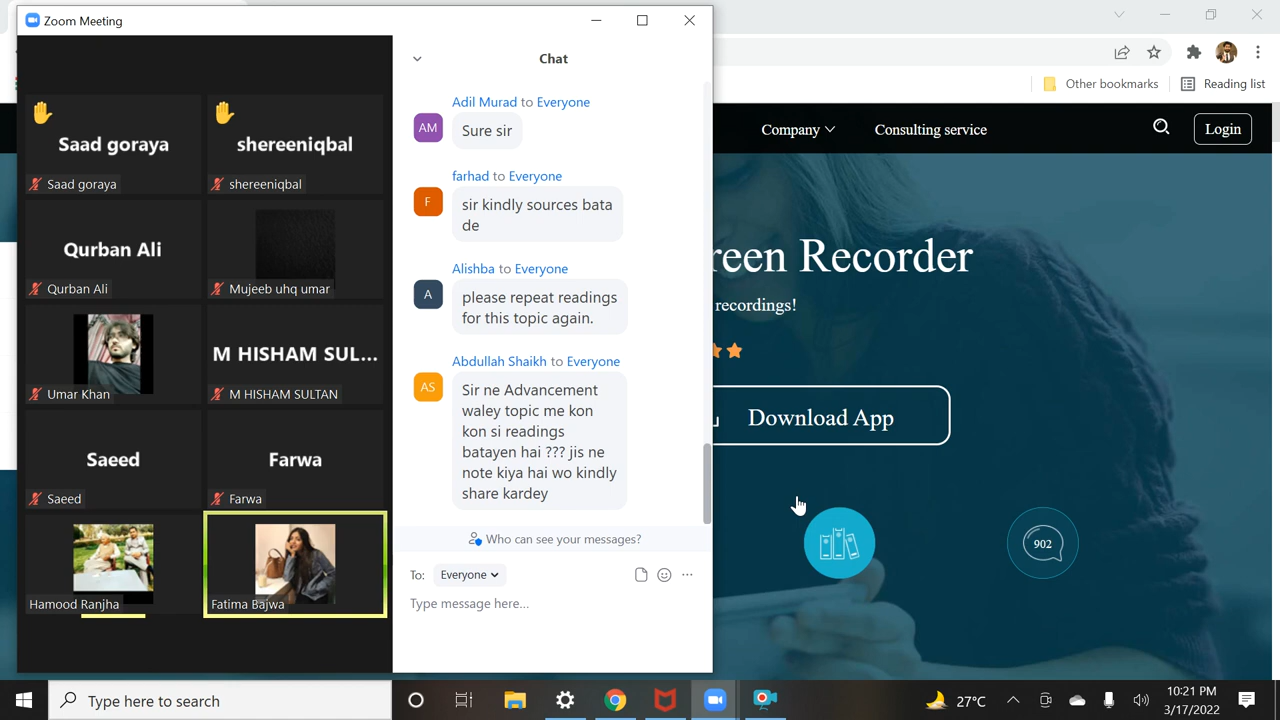 Zoom Meeting
Saad goraya
Saad goraya
shereeniqbal
shereeniqbal
Qurban Ali
Qurban Ali
Mujeeb uhq umar
Umar Khan
M HISHAM SUL...
M HISHAM SULTAN
Saeed
Saeed
Farwa
Farwa
Hamood Ranjha
Fatima Bajwa
Chat
Adil Murad to Everyone
AM
Sure sir
farhad to Everyone
F
sir kindly sources bata
de
Alishba to Everyone
A
please repeat readings
for this topic again.
Abdullah Shaikh to Everyone
AS
Sir ne Advancement
waley topic me kon
kon si readings
batayen hai ??? jis ne
note kiya hai wo kindly
share kardey
Who can see your messages?
To: Everyone
Type message here...
Other bookmarks
Reading list
Company
Consulting service
Login
reen Recorder
recordings!
Download App
902
Type here to search
27°C
10:21 PM
3/17/2022